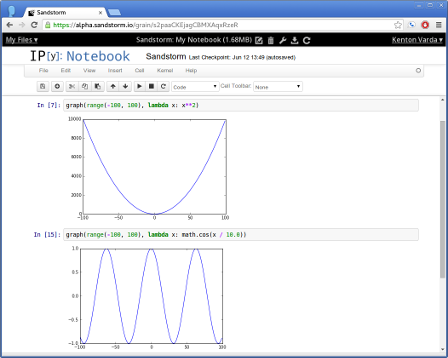 Sandstorm
https://alpha.sandstorm.io/grain/s2paaCKEjagCBMXAqxRzeR
My Files ▾ Sandstorm: My Notebook (1.68MB) Kenton Varda ▾
IP[y]: Notebook Sandstorm Last Checkpoint: Jun 12 13:49 (autosaved)
File Edit View Insert Cell Kernel Help
Code Cell Toolbar: None
In [7]: graph(range(-100, 100), lambda x: x**2)
10000
8000
6000
4000
2000
0
-100 -50 0 50 100
In [15]: graph(range(-100, 100), lambda x: math.cos(x / 10.0))
1.0
0.5
0.0
-0.5
-1.0
-100 -50 0 50 100